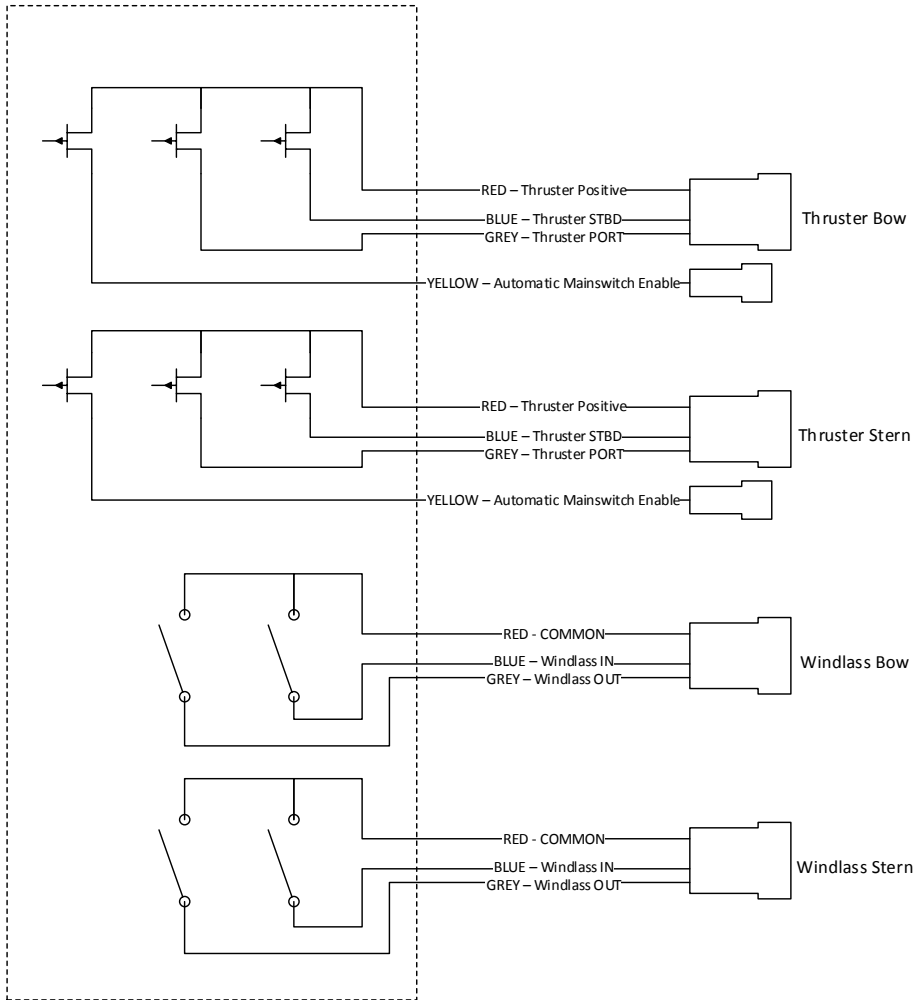 RED – Thruster Positive
BLUE – Thruster STBD
Thruster Bow
GREY – Thruster PORT
YELLOW – Automatic Mainswitch Enable
RED – Thruster Positive
BLUE – Thruster STBD
Thruster Stern
GREY – Thruster PORT
YELLOW – Automatic Mainswitch Enable
RED - COMMON
BLUE – Windlass IN
Windlass Bow
GREY – Windlass OUT
RED - COMMON
BLUE – Windlass IN
Windlass Stern
GREY – Windlass OUT